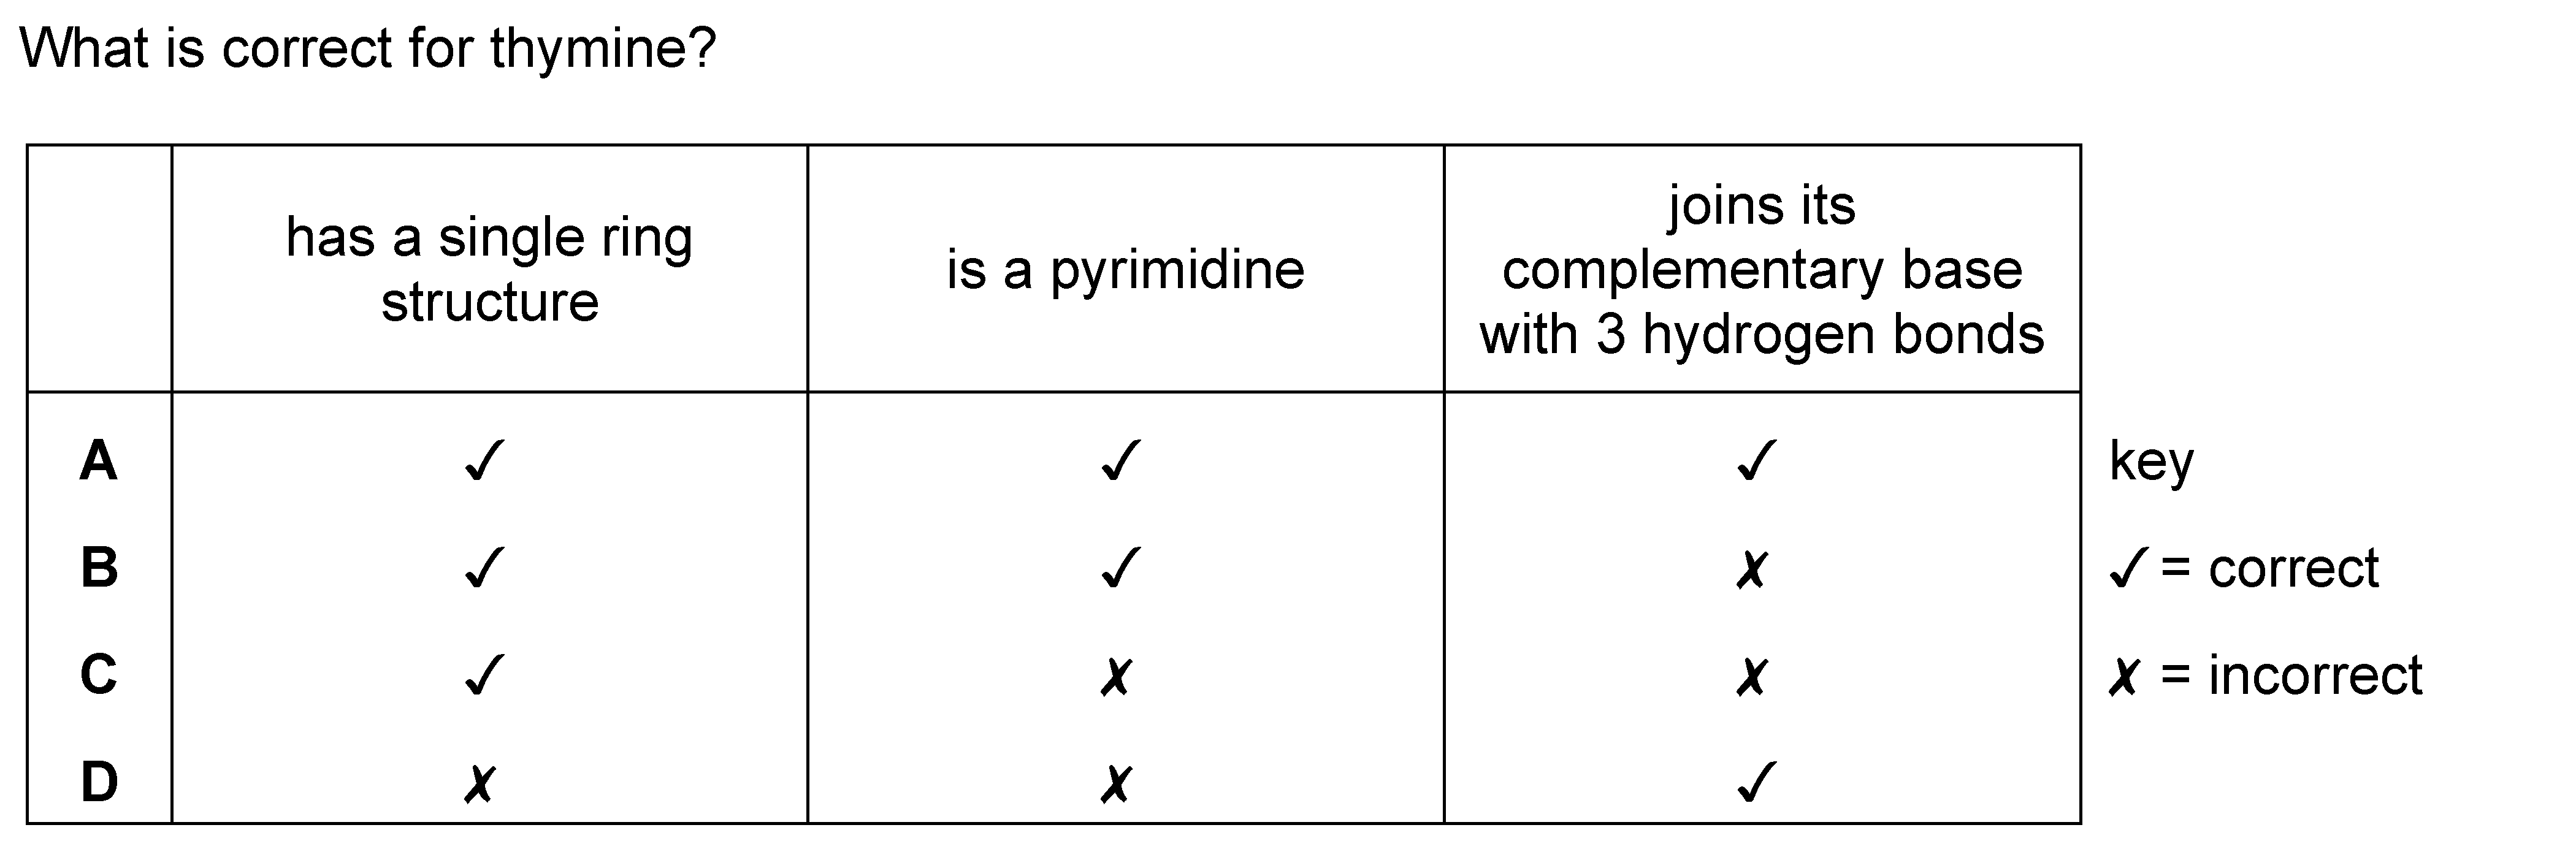 What is correct for thymine?
has a single ring
structure
is a pyrimidine
joins its
complementary base
with 3 hydrogen bonds
A ✓ ✓ ✓ key
B ✓ ✓ ✗ ✓ = correct
C ✓ ✗ ✗ ✗ = incorrect
D ✗ ✗ ✓